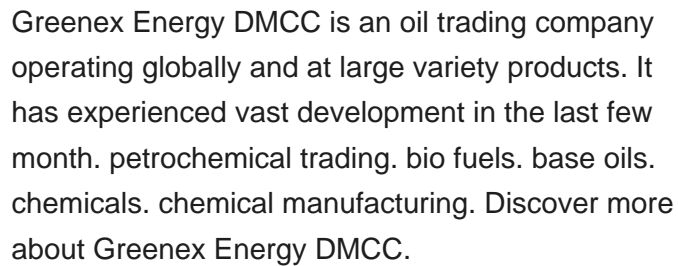 Greenex Energy DMCC is an oil trading company
operating globally and at large variety products. It
has experienced vast development in the last few
month. petrochemical trading. bio fuels. base oils.
chemicals. chemical manufacturing. Discover more
about Greenex Energy DMCC.